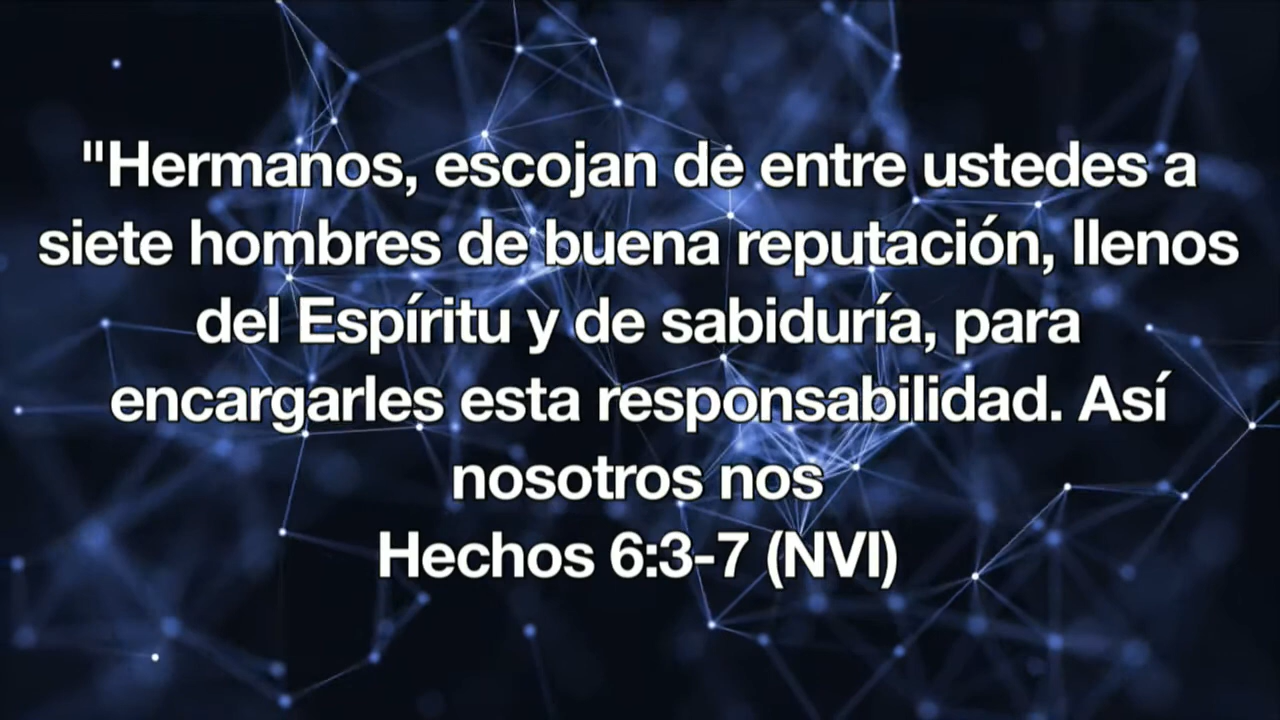 "Hermanos, escojan de entre ustedes a
siete hombres de buena reputación, llenos
del Espíritu y de sabiduría, para
encargarles esta responsabilidad. Así
nosotros nos
Hechos 6:3-7 (NVI)